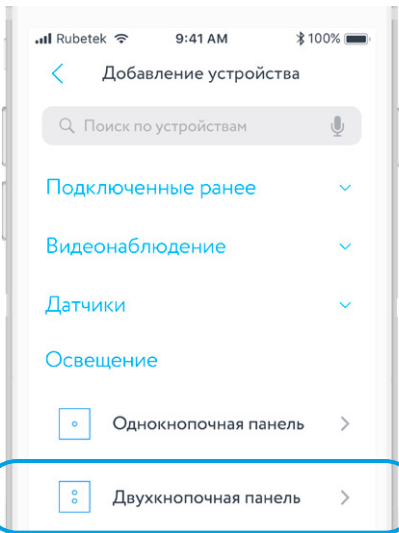 Rubetek 9:41 AM 100%
Добавление устройства
Поиск по устройствам
Подключенные ранее
Видеонаблюдение
Датчики
Освещение
Однокнопочная панель
Двухкнопочная панель